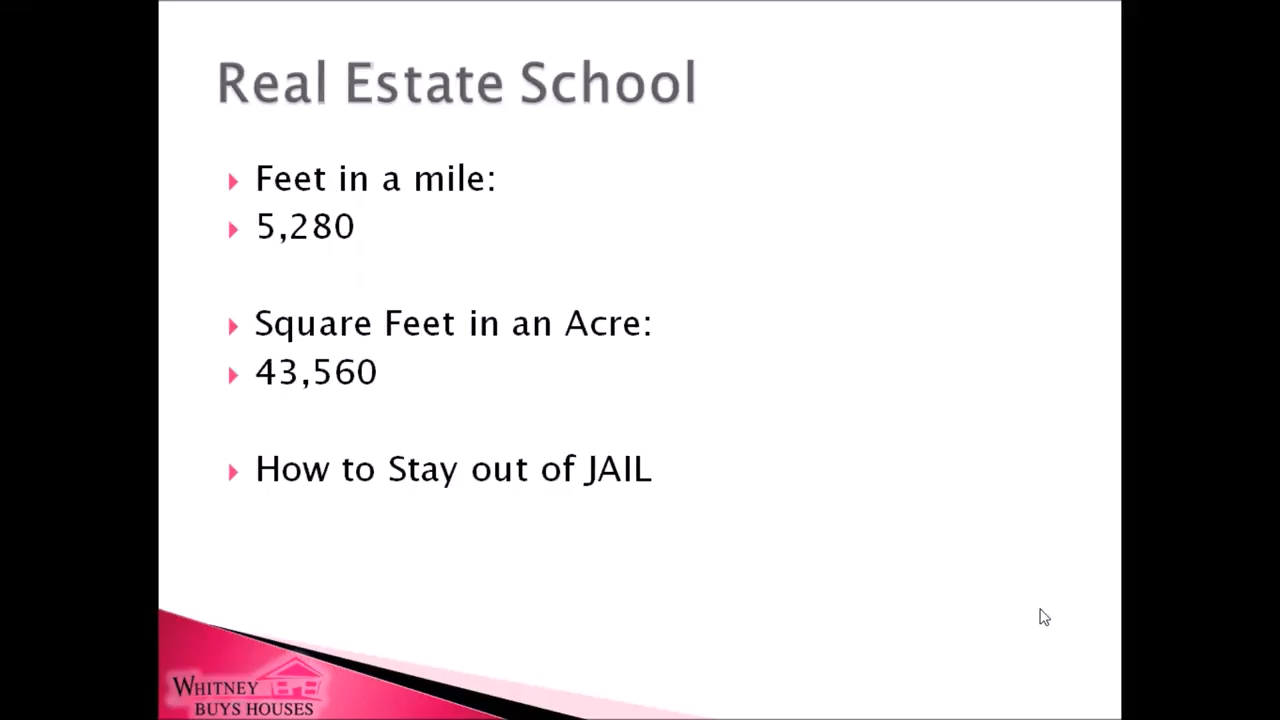 Real Estate School
Feet in a mile:
5,280
Square Feet in an Acre:
43,560
How to Stay out of JAIL
WHITNEY
BUYS HOUSES